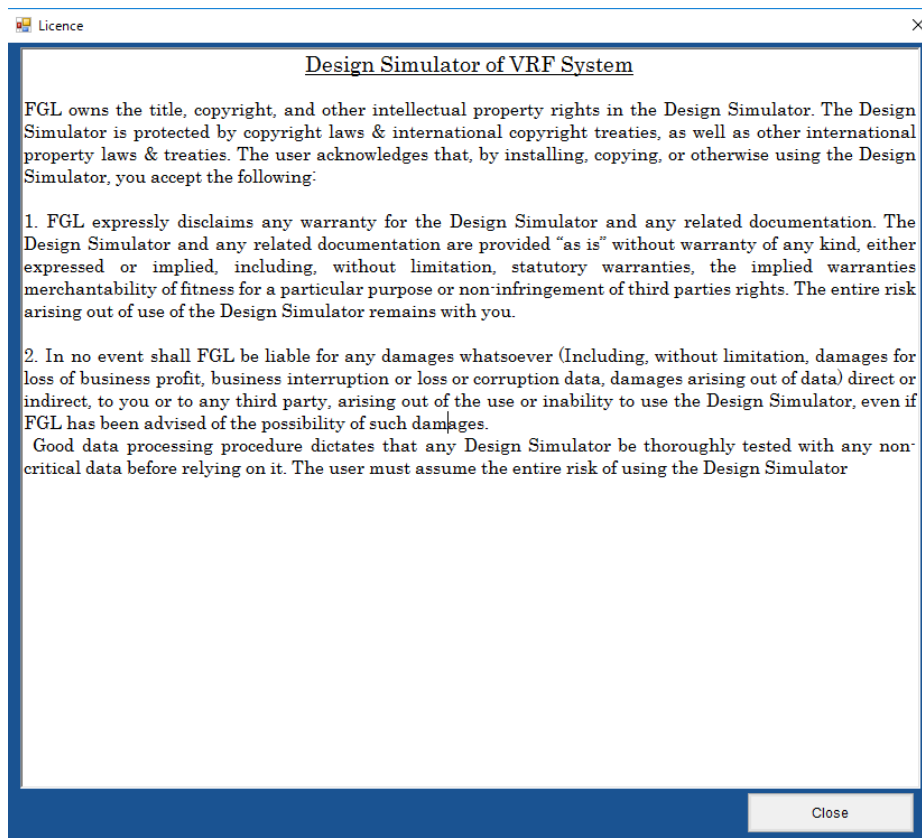 Licence
Design Simulator of VRF System
FGL owns the title, copyright, and other intellectual property rights in the Design Simulator. The Design
Simulator is protected by copyright laws & international copyright treaties, as well as other international
property laws & treaties. The user acknowledges that, by installing, copying, or otherwise using the Design
Simulator, you accept the following:
1. FGL expressly disclaims any warranty for the Design Simulator and any related documentation. The
Design Simulator and any related documentation are provided “as is” without warranty of any kind, either
expressed or implied, including, without limitation, statutory warranties, the implied warranties
merchantability of fitness for a particular purpose or non-infringement of third parties rights. The entire risk
arising out of use of the Design Simulator remains with you.
2. In no event shall FGL be liable for any damages whatsoever (Including, without limitation, damages for
loss of business profit, business interruption or loss or corruption data, damages arising out of data) direct or
indirect, to you or to any third party, arising out of the use or inability to use the Design Simulator, even if
FGL has been advised of the possibility of such damages.
Good data processing procedure dictates that any Design Simulator be thoroughly tested with any non-
critical data before relying on it. The user must assume the entire risk of using the Design Simulator
Close